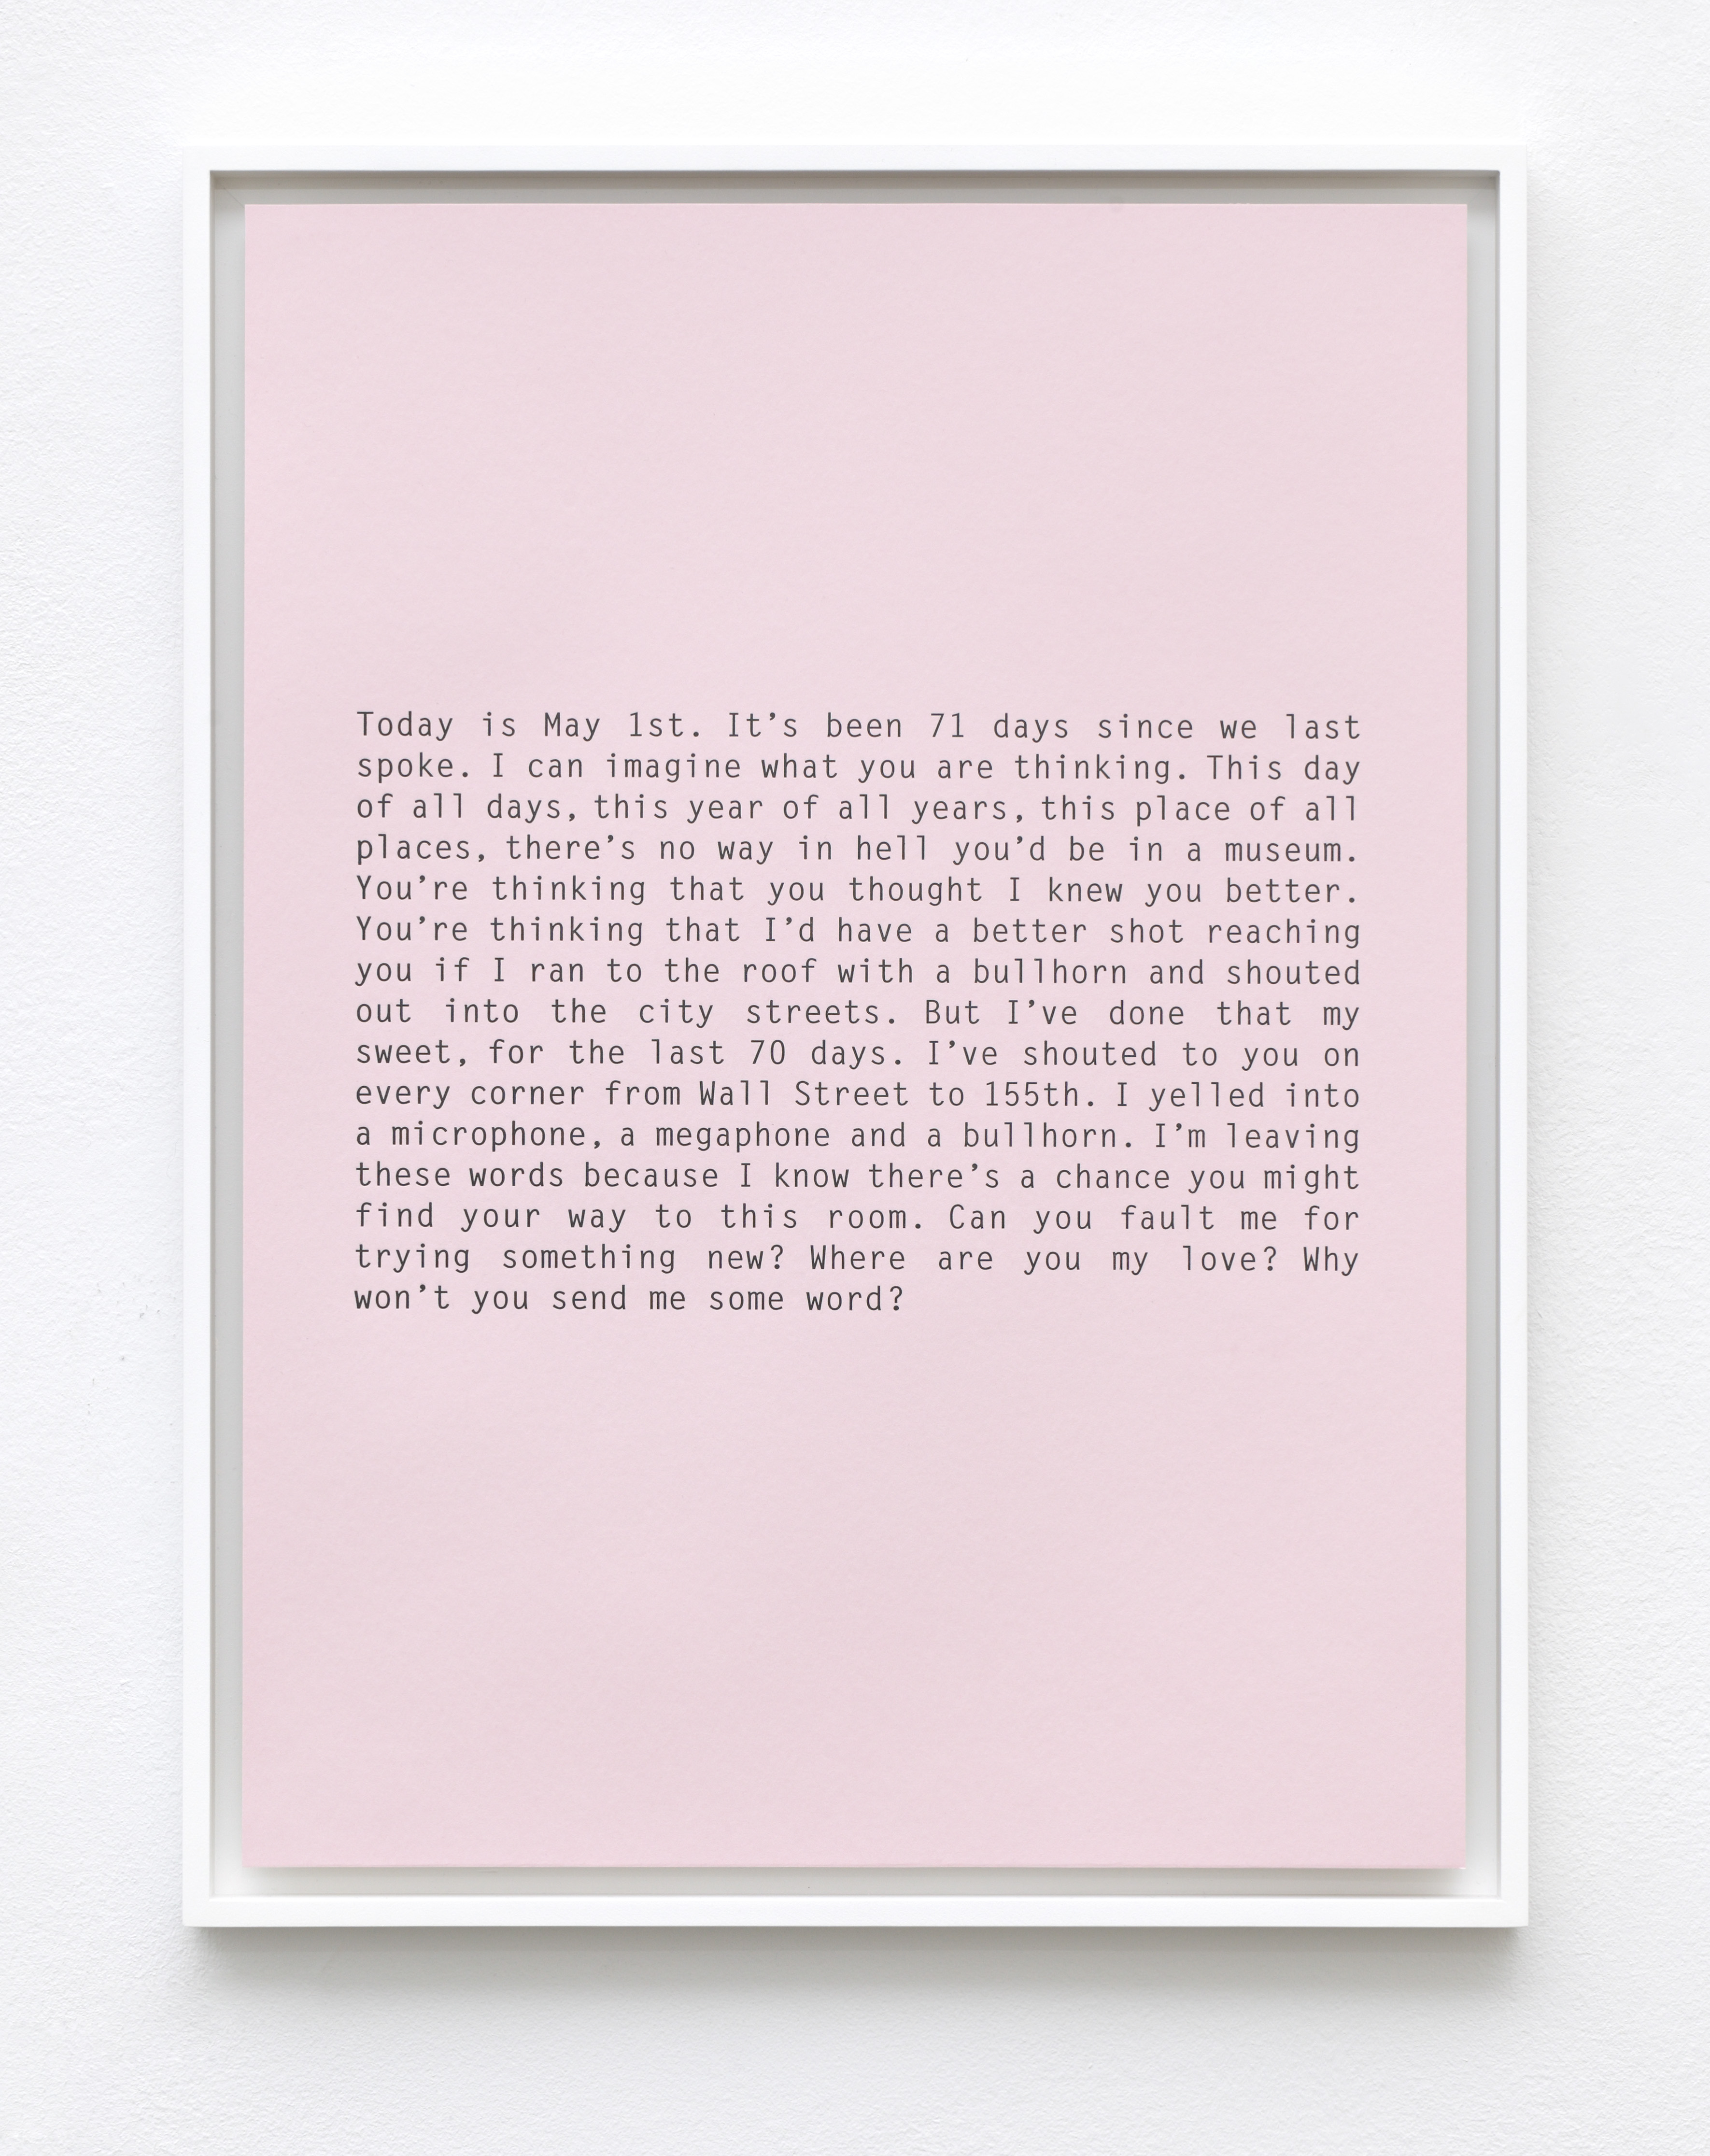 Today is May 1st. It’s been 71 days since we last
spoke. I can imagine what you are thinking. This day
of all days, this year of all years, this place of all
places, there’s no way in hell you’d be in a museum.
You’re thinking that you thought I knew you better.
You’re thinking that I’d have a better shot reaching
you if I ran to the roof with a bullhorn and shouted
out into the city streets. But I’ve done that my
sweet, for the last 70 days. I’ve shouted to you on
every corner from Wall Street to 155th. I yelled into
a microphone, a megaphone and a bullhorn. I’m leaving
these words because I know there’s a chance you might
find your way to this room. Can you fault me for
trying something new? Where are you my love? Why
won’t you send me some word?